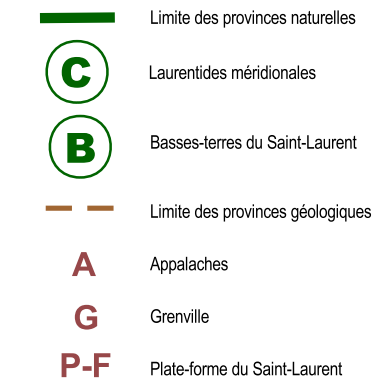 Limite des provinces naturelles
C Laurentides méridionales
B Basses-terres du Saint-Laurent
Limite des provinces géologiques
A Appalaches
G Grenville
P-F Plate-forme du Saint-Laurent